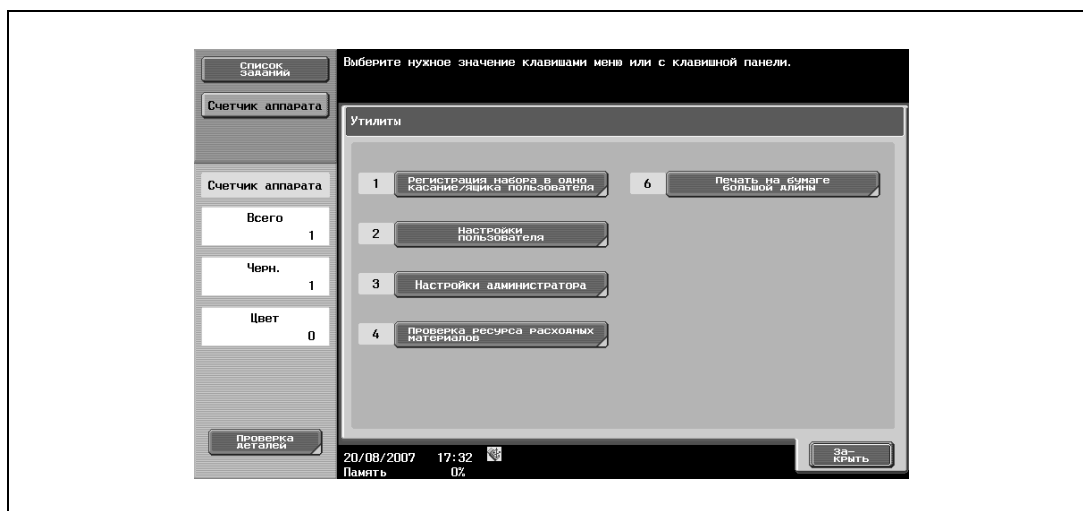 Список
заданий
Счетчик аппарата
Счетчик аппарата
Всего
1
Черн.
1
Цвет
0
Проверка
деталей
Выберите нужное значение клавишами меню или с клавишной панели.
Утилиты
1 Регистрация набора в одно
касание/ящика пользователя
2 Настройки
пользователя
3 Настройки администратора
4 Проверка ресурса расходных
материалов
6 Печать на бумаге
большой длины
20/08/2007 17:32
Память 0%
За-
крыть